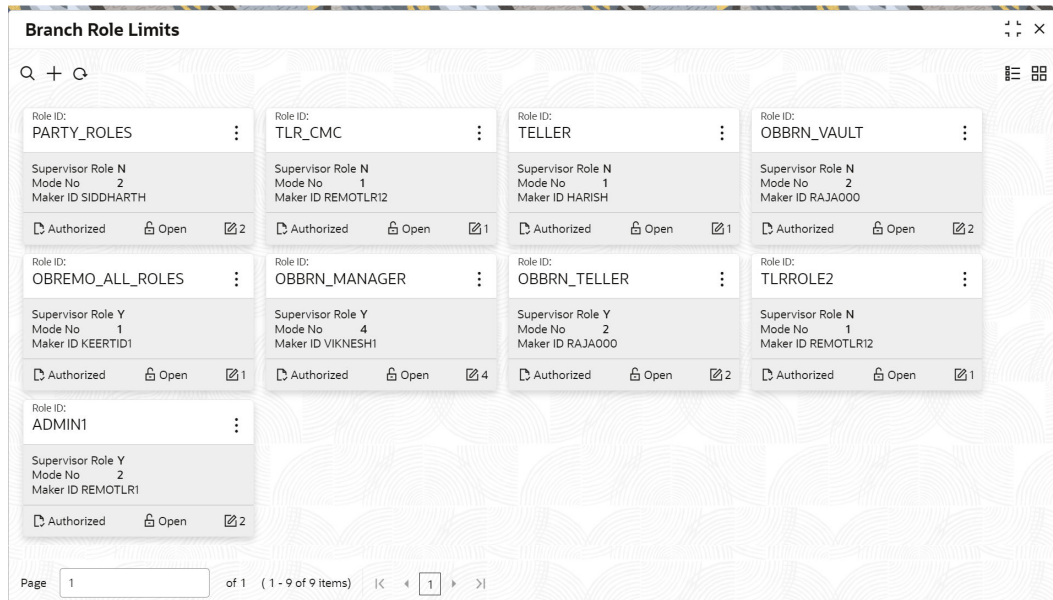 Branch Role Limits
Role ID:
PARTY_ROLES
Supervisor Role N
Mode No 2
Maker ID SIDDHARTH
Authorized Open 2
Role ID:
TLR_CMC
Supervisor Role N
Mode No 1
Maker ID REMOTLR12
Authorized Open 1
Role ID:
TELLER
Supervisor Role N
Mode No 1
Maker ID HARISH
Authorized Open 1
Role ID:
OBBRN_VAULT
Supervisor Role N
Mode No 2
Maker ID RAJA000
Authorized Open 2
Role ID:
OBREMO_ALL_ROLES
Supervisor Role Y
Mode No 1
Maker ID KEERTID1
Authorized Open 1
Role ID:
OBBRN_MANAGER
Supervisor Role Y
Mode No 4
Maker ID VIKNESH1
Authorized Open 4
Role ID:
OBBRN_TELLER
Supervisor Role Y
Mode No 2
Maker ID RAJA000
Authorized Open 2
Role ID:
TLRROLE2
Supervisor Role N
Mode No 1
Maker ID REMOTLR12
Authorized Open 1
Role ID:
ADMIN1
Supervisor Role Y
Mode No 2
Maker ID REMOTLR1
Authorized Open 2
Page 1 of 1 ( 1 - 9 of 9 items) 1